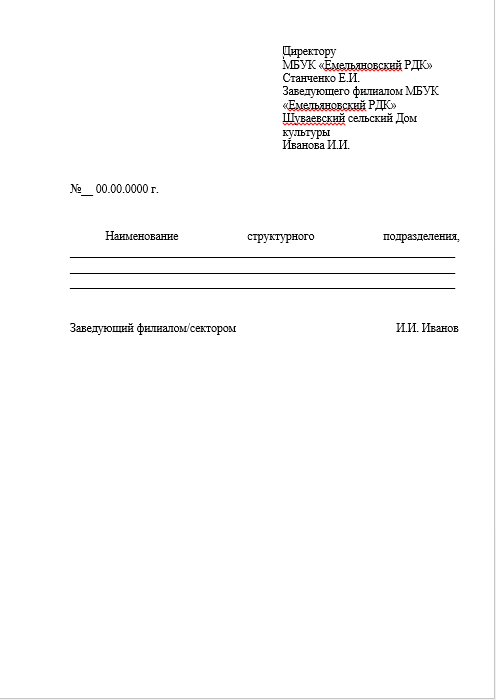 Директору
МБУК «Емельяновский РДК»
Станченко Е.И.
Заведующего филиалом МБУК
«Емельяновский РДК»
Шуваевский сельский Дом
культуры
Иванова И.И.
№__ 00.00.0000 г.
Наименование структурного подразделения,
Заведующий филиалом/сектором И.И. Иванов